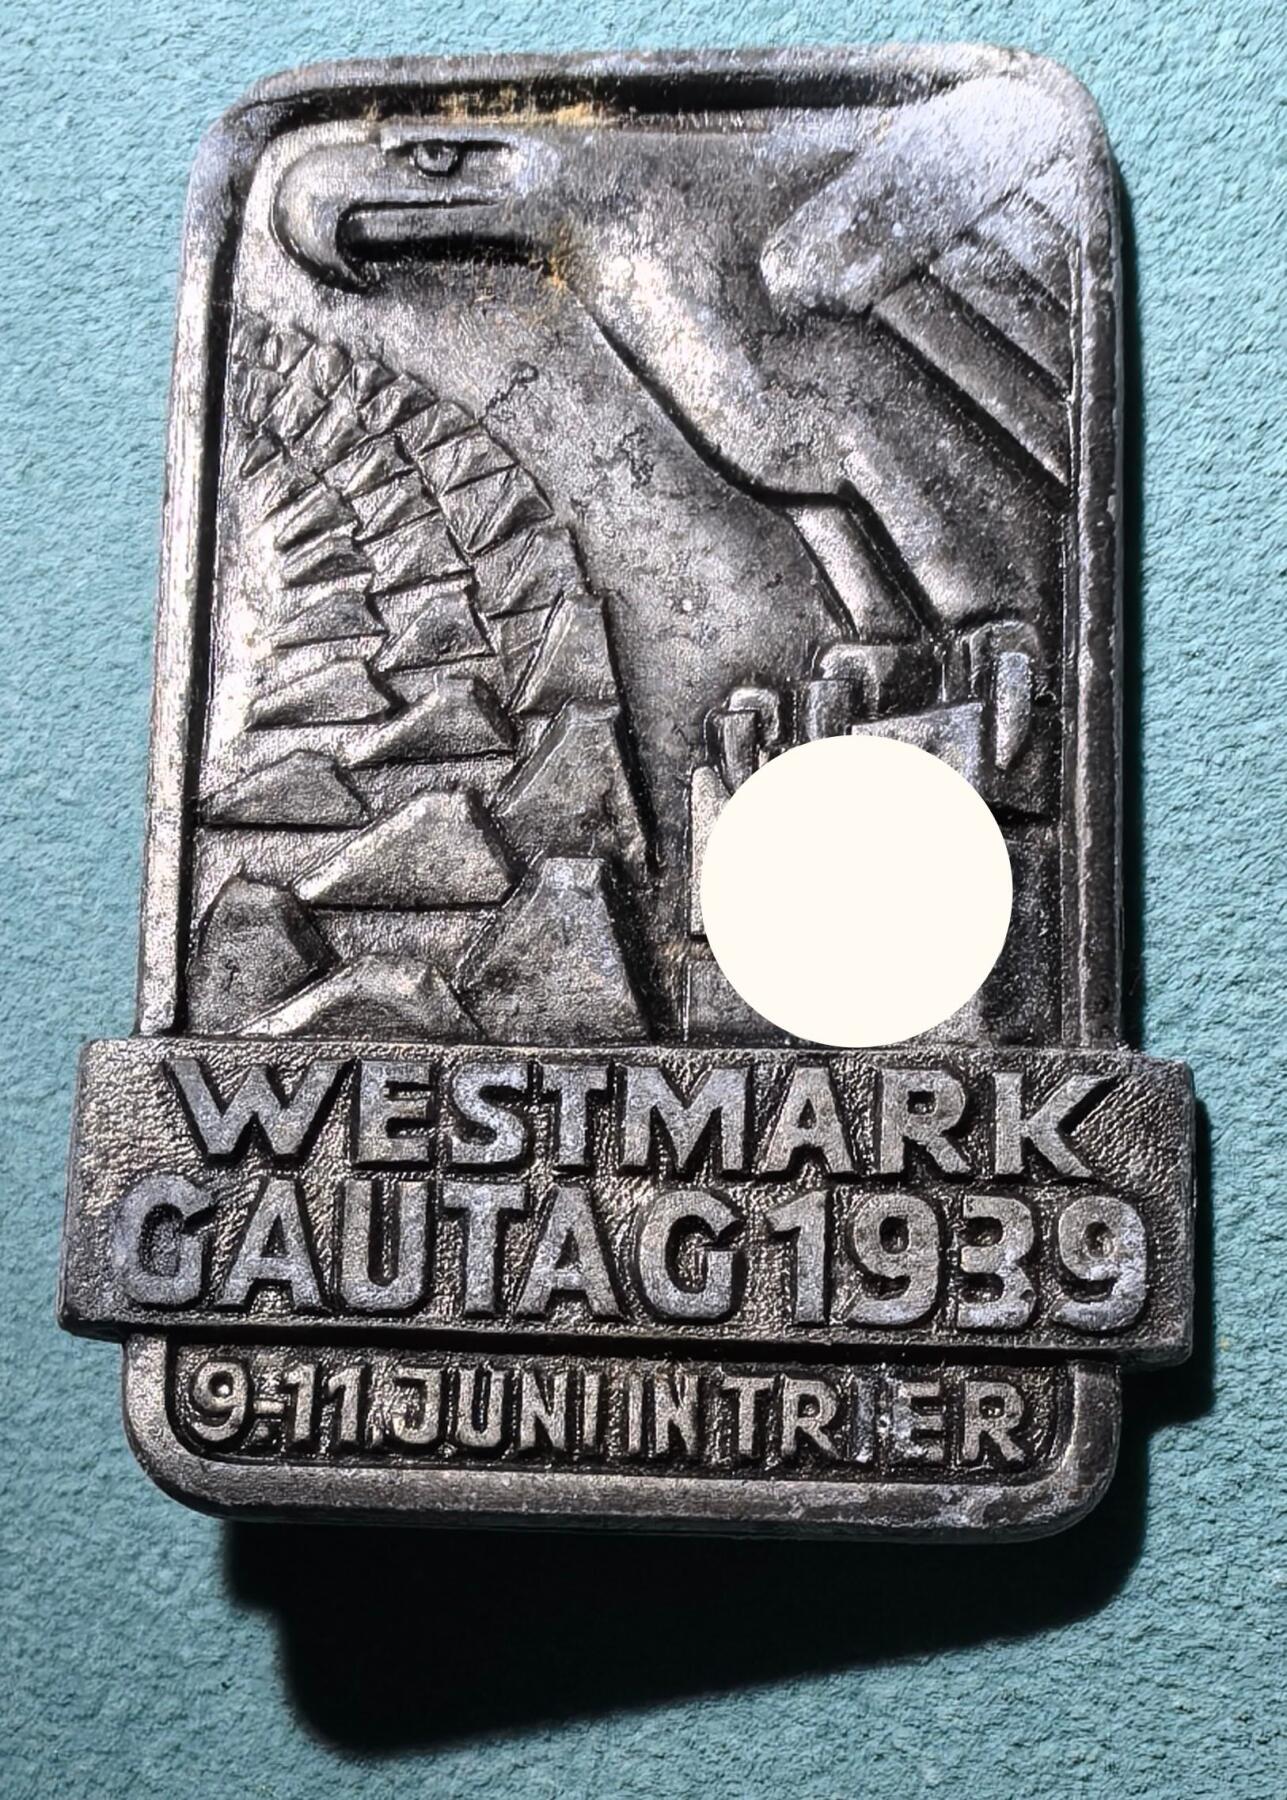 WESTMARK
GAUTAG 1939
9-11 JUNI IN TRIER